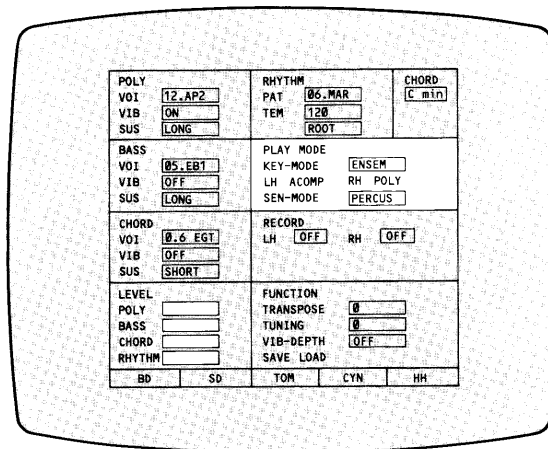 POLY
VOI 12.AP2
VIB ON
SUS LONG
RHYTHM
PAT 06.MAR
TEM 120
ROOT
CHORD
C min
BASS
VOI 05.EB1
VIB OFF
SUS LONG
PLAY MODE
KEY-MODE ENSEM
LH ACOMP RH POLY
SEN-MODE PERCUS
CHORD
VOI 0.6 EGT
VIB OFF
SUS SHORT
RECORD
LH OFF RH OFF
LEVEL
POLY
BASS
CHORD
RHYTHM
FUNCTION
TRANSPOSE 0
TUNING 0
VIB-DEPTH OFF
SAVE LOAD
BD SD TOM CYN HH